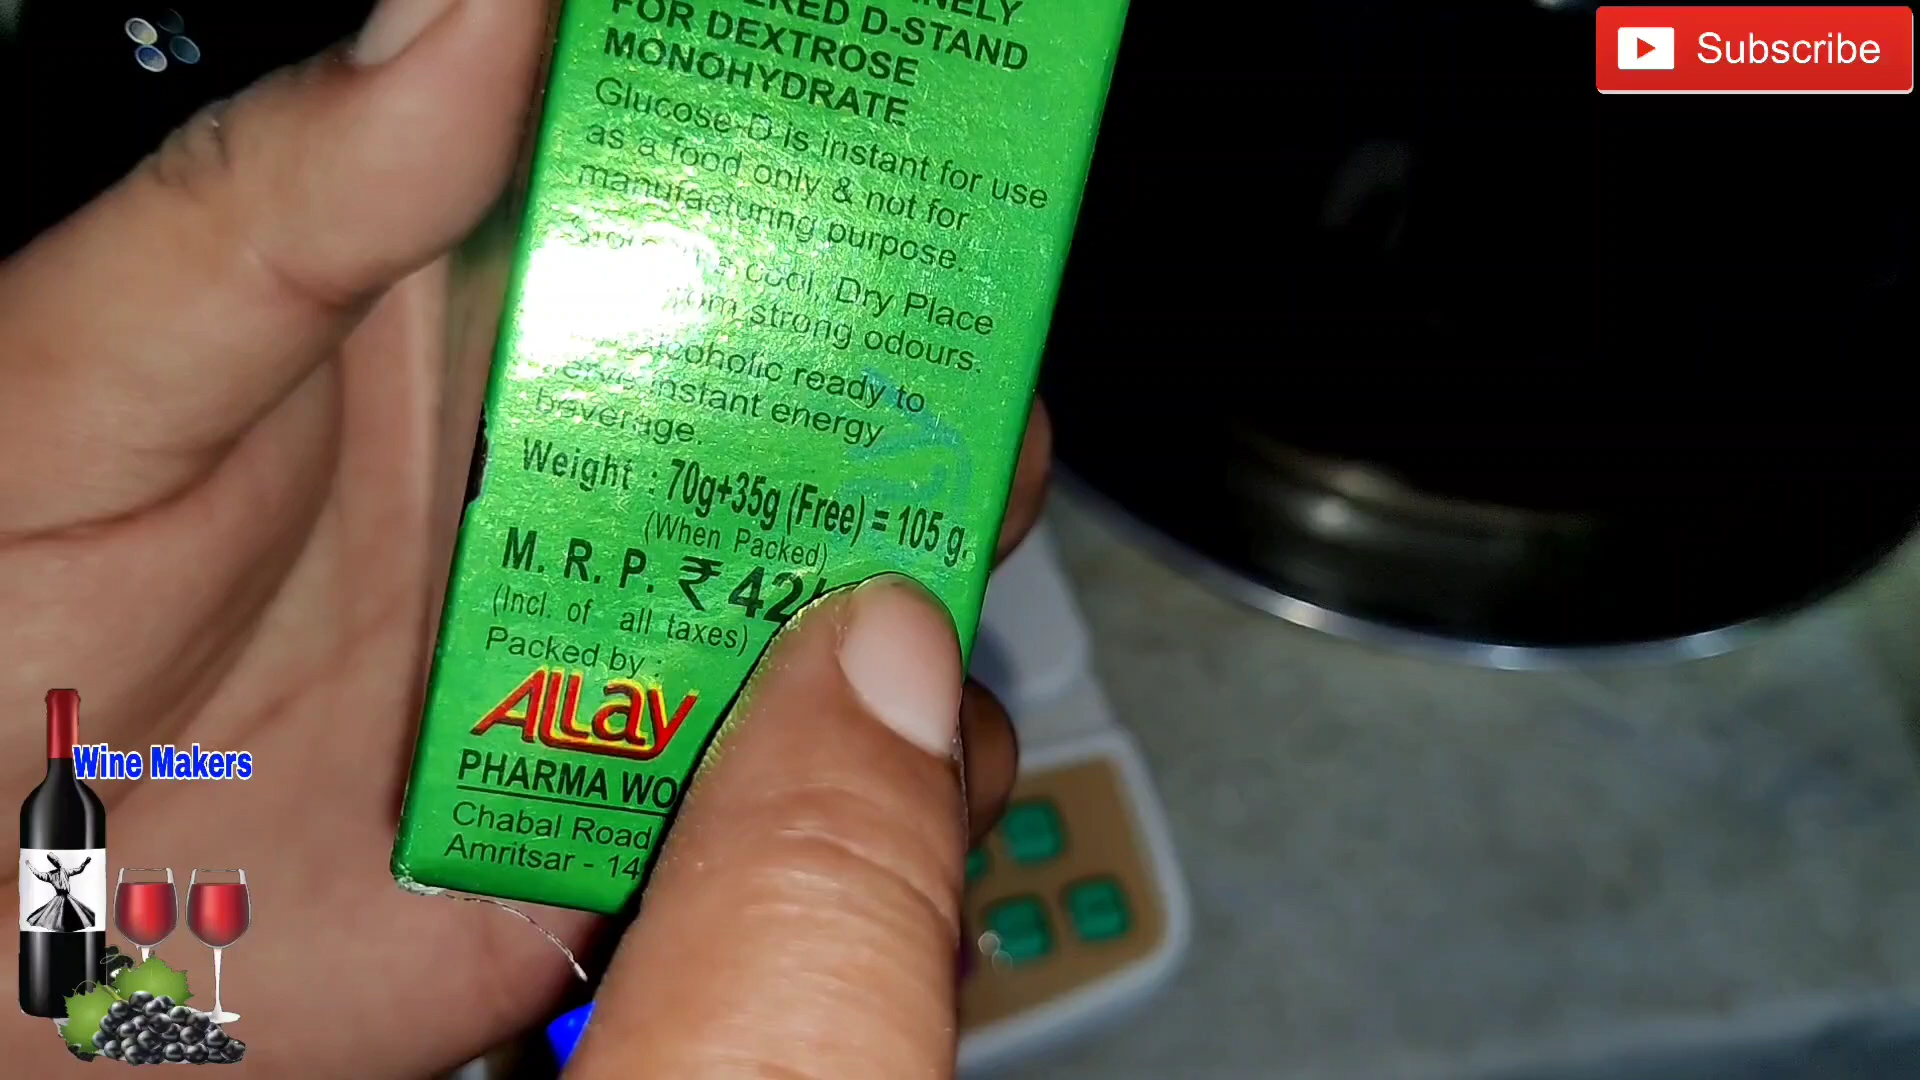 Subscribe
FOR DEXTROSE
D-STAND
MONOHYDRATE
Glucose-D is instant for use
as a food only & not for
manufacturing purpose.
cool, Dry Place
strong odours.
ready to
instant energy
beverage.
Weight : 70g+35g (Free) = 105 g.
(When Packed)
M. R. P. ₹ 42/
(Incl. of all taxes)
Packed by :
ALLay
PHARMA
Chabal Road
Amritsar - 14
Wine Makers